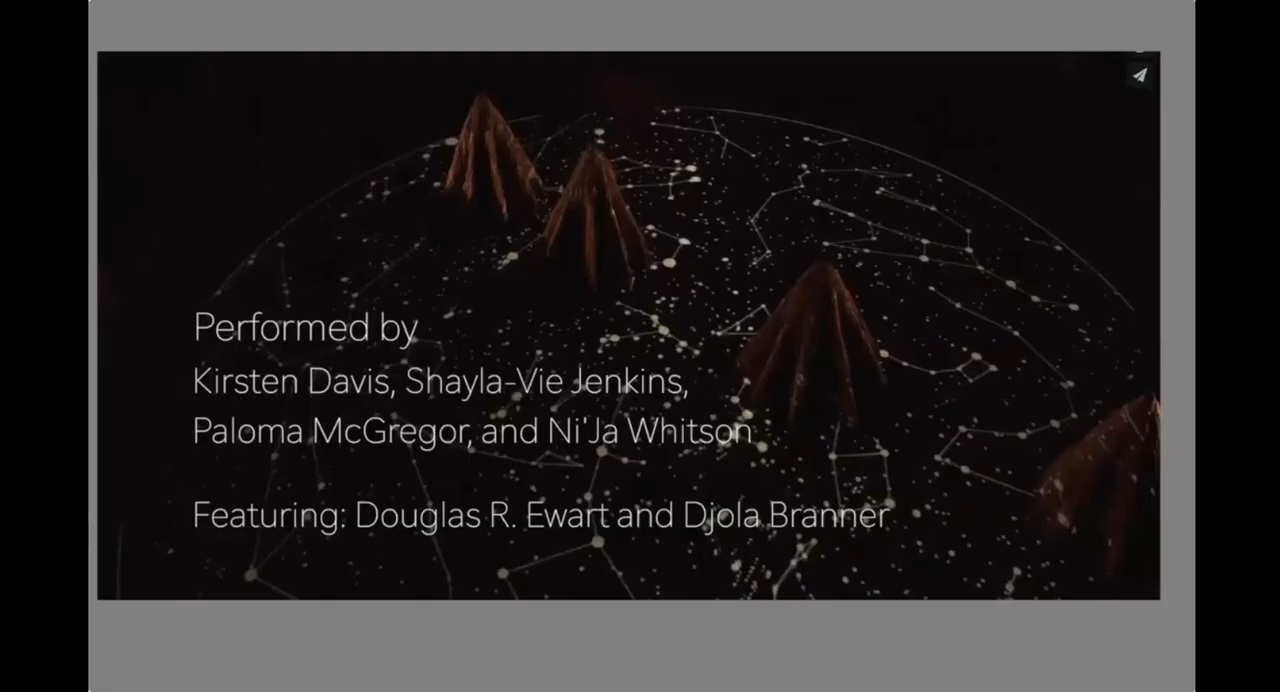 Performed by
Kirsten Davis, Shayla-Vie Jenkins,
Paloma McGregor, and Ni'Ja Whitson
Featuring: Douglas R. Ewart and Djola Branner